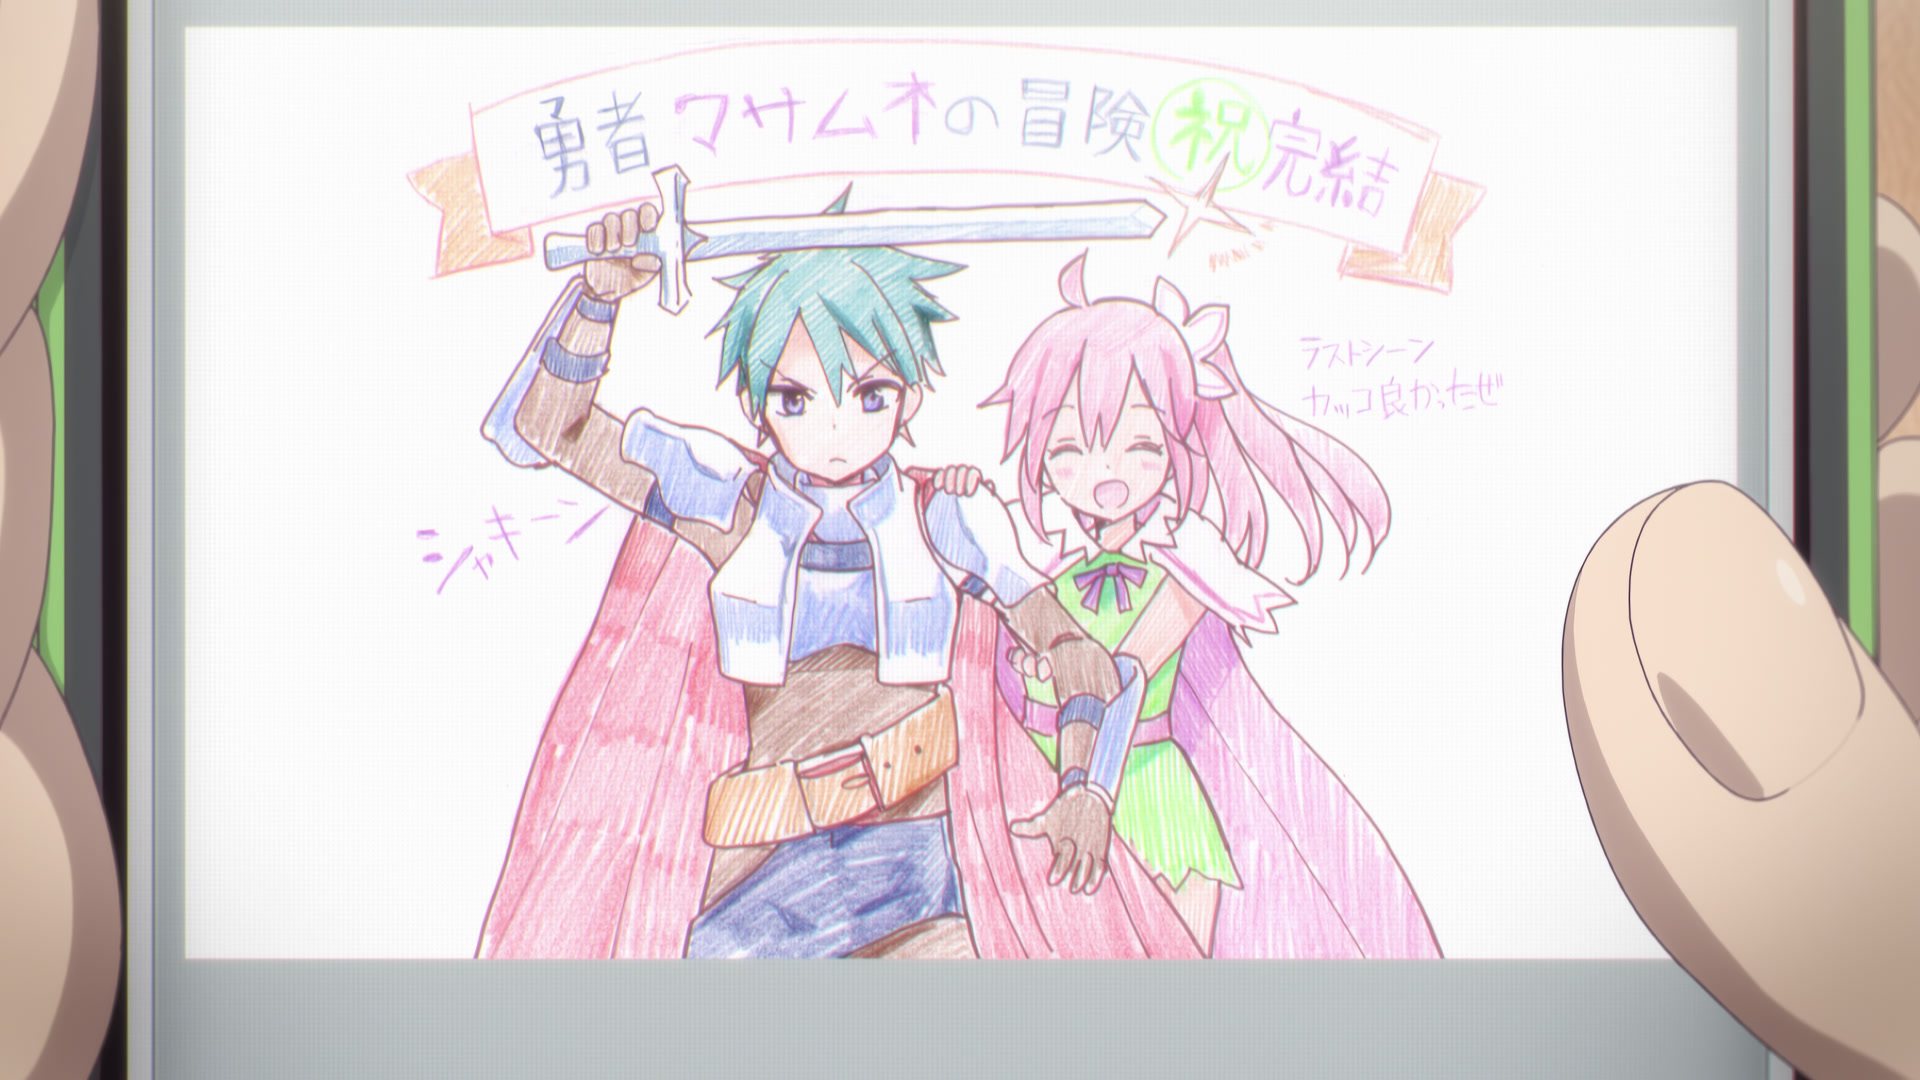 勇者マサムネの冒険 祝 完結
ラストシーン
カッコ良かったぜ
シャキーン